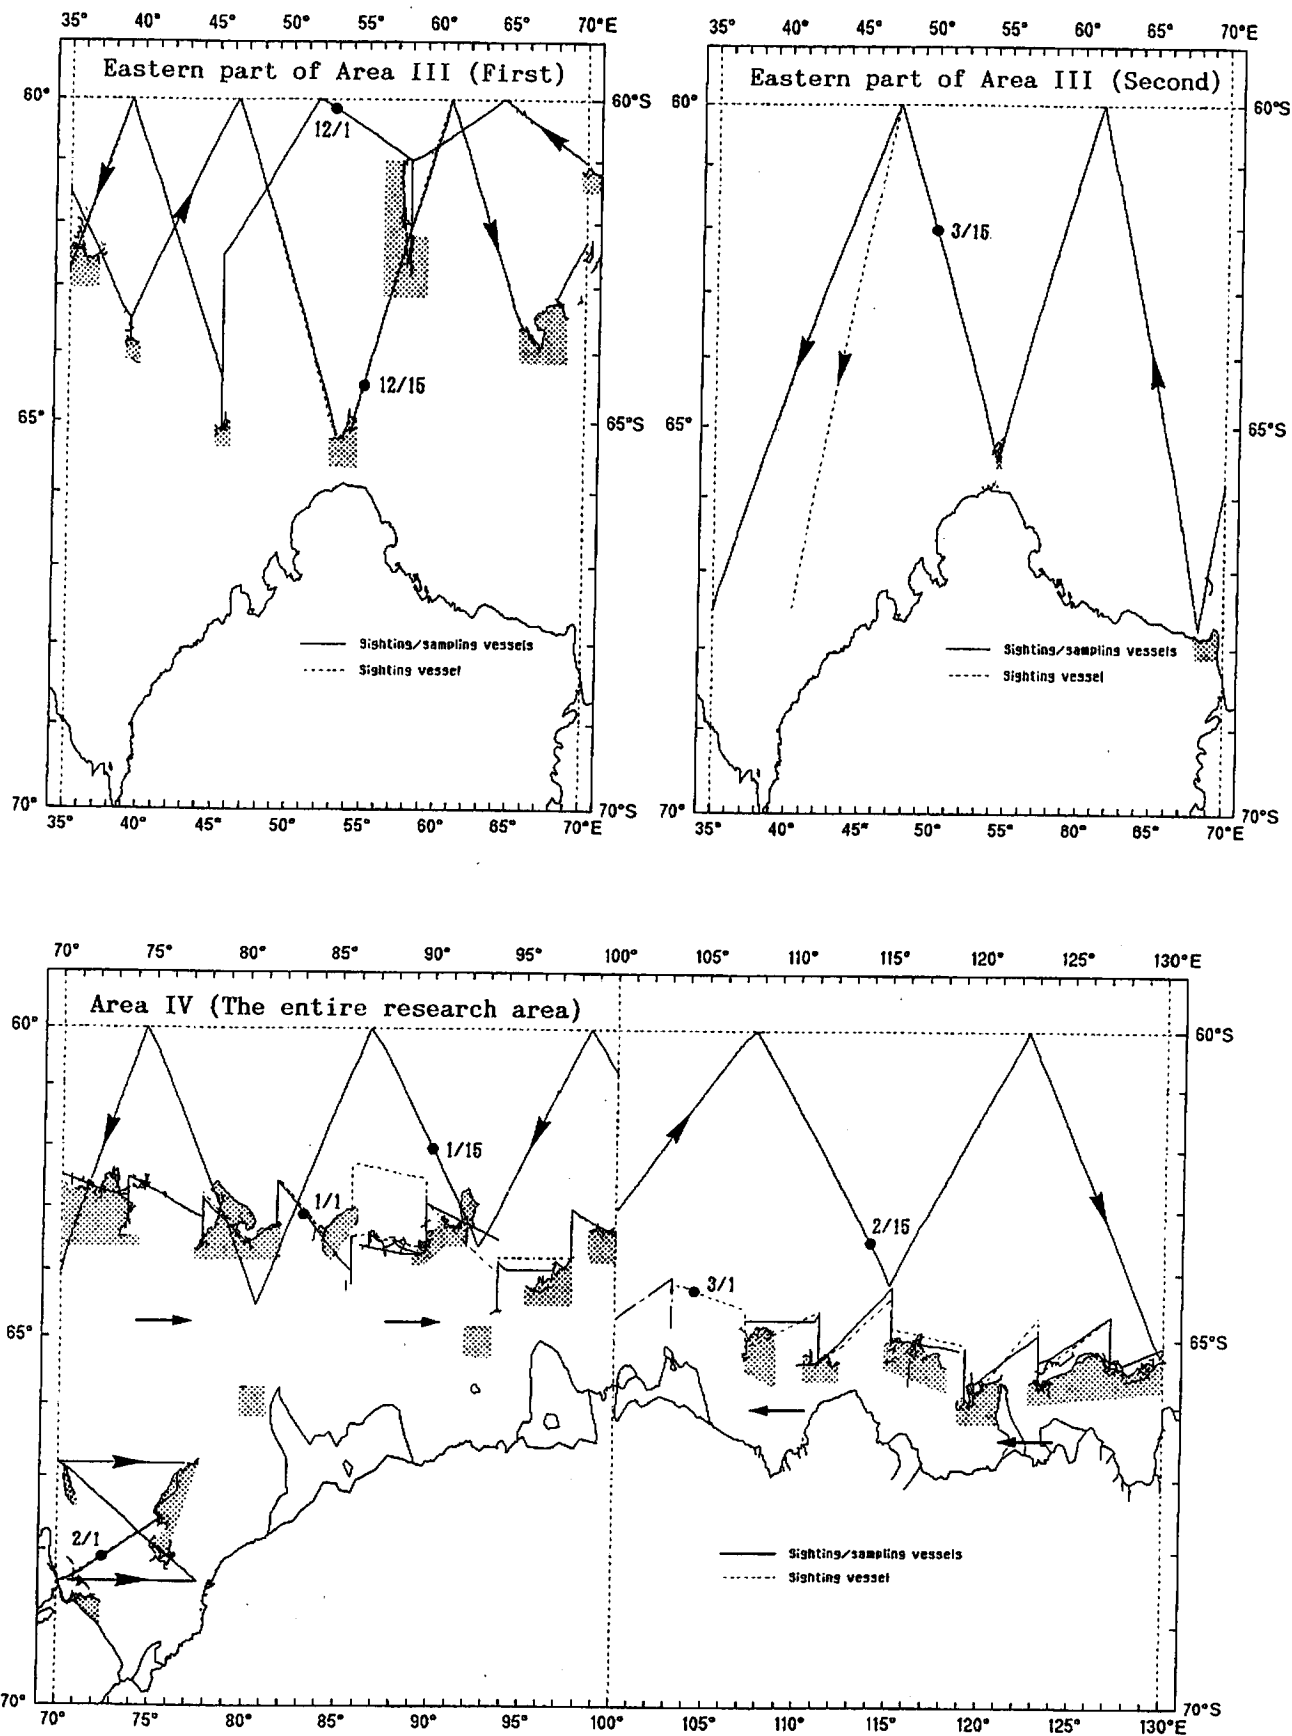 35° 40° 45° 50° 55° 60° 65° 70°E
Eastern part of Area III (First)
60° 60°S
12/1
12/15
65° 65°S
Sighting/sampling vessels
Sighting vessel
70° 70°S
35° 40° 45° 50° 55° 60° 65° 70°E
35° 40° 45° 50° 55° 60° 65° 70°E
Eastern part of Area III (Second)
60° 60°S
3/15
65° 65°S
Sighting/sampling vessels
Sighting vessel
70° 70°S
35° 40° 45° 50° 55° 60° 65° 70°E
70° 75° 80° 85° 90° 95° 100° 105° 110° 115° 120° 125° 130°E
Area IV (The entire research area)
60° 60°S
1/15
1/1
2/15
3/1
65° 65°S
2/1
Sighting/sampling vessels
Sighting vessel
70° 70°S
70° 75° 80° 85° 90° 95° 100° 105° 110° 115° 120° 125° 130°E